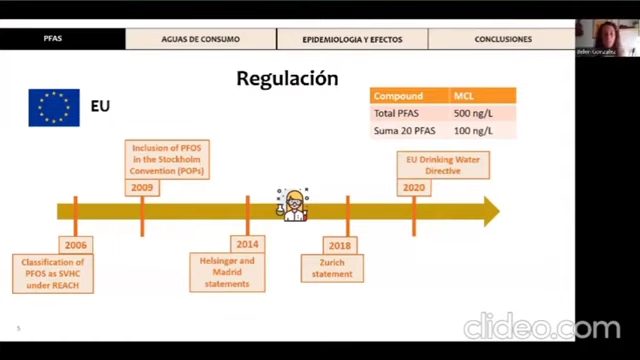 PFAS
AGUAS DE CONSUMO
EPIDEMIOLOGIA Y EFECTOS
CONCLUSIONES
Regulación
EU
Compound MCL
Total PFAS 500 ng/L
Suma 20 PFAS 100 ng/L
Inclusion of PFOS
in the Stockholm
Convention (POPs)
2009
EU Drinking Water
Directive
2020
2006
Classification of
PFOS as SVHC
under REACH
2014
Helsingør and
Madrid
statements
2018
Zurich
statement
5
Belen Gonzalez
clideo.com